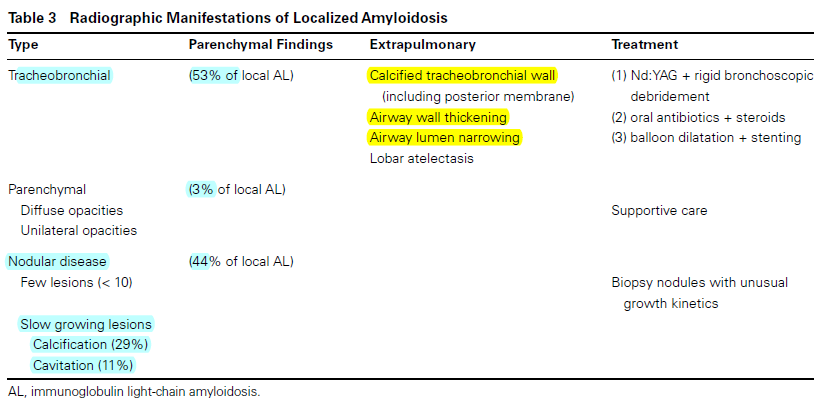 Table 3 Radiographic Manifestations of Localized Amyloidosis
Type Parenchymal Findings Extrapulmonary Treatment
Tracheobronchial (53% of local AL) Calcified tracheobronchial wall (1) Nd:YAG + rigid bronchoscopic
(including posterior membrane) debridement
Airway wall thickening (2) oral antibiotics + steroids
Airway lumen narrowing (3) balloon dilatation + stenting
Lobar atelectasis
Parenchymal (3% of local AL)
Diffuse opacities Supportive care
Unilateral opacities
Nodular disease (44% of local AL)
Few lesions (< 10) Biopsy nodules with unusual
growth kinetics
Slow growing lesions
Calcification (29%)
Cavitation (11%)
AL, immunoglobulin light-chain amyloidosis.